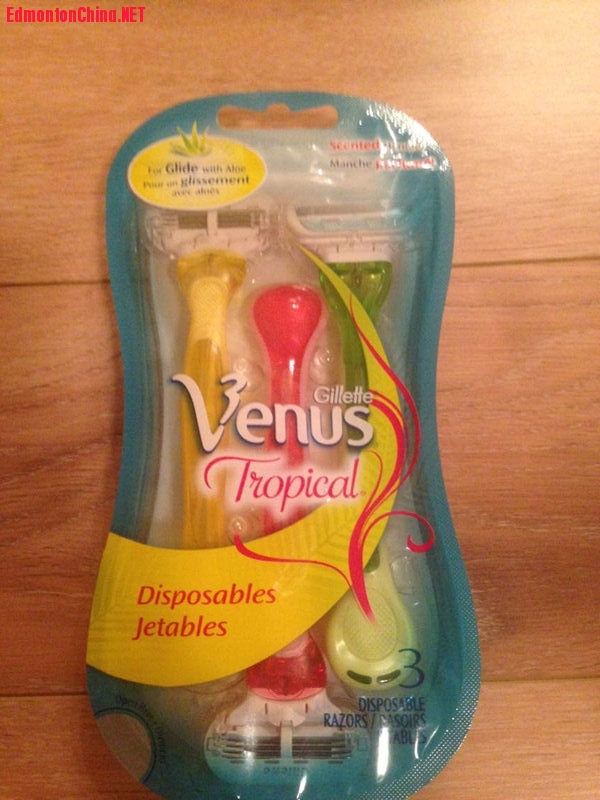 EdmontonChina.NET
For Glide with Aloe
Pour un glissement
avec aloès
Scented
Manche
Gillette
Venus
Tropical
Disposables
Jetables
3
DISPOSABLE
RAZORS / RASOIRS